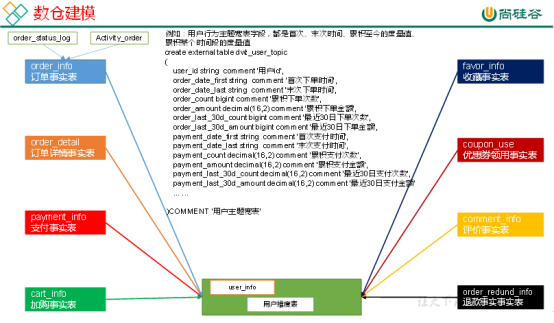 数仓建模
尚硅谷
order_status_log
Activity_order
order_info
订单事实表
order_detail
订单详情事实表
payment_info
支付事实表
cart_info
加购事实表
例如:用户行为主题宽表字段,都是首次、末次时间、累积至今的度量值、
累积某个时间段的度量值
create external table dwt_user_topic
(
user_id string comment '用户id',
order_date_first string comment '首次下单时间',
order_date_last string comment '末次下单时间',
order_count bigint comment '累积下单次数',
order_amount decimal(16,2) comment '累积下单金额',
order_last_30d_count bigint comment '最近30日下单次数',
order_last_30d_amount bigint comment '最近30日下单金额',
payment_date_first string comment '首次支付时间',
payment_date_last string comment '末次支付时间',
payment_count decimal(16,2) comment '累积支付次数',
payment_amount decimal(16,2) comment '累积支付金额',
payment_last_30d_count decimal(16,2) comment '最近30日支付次数',
payment_last_30d_amount decimal(16,2) comment '最近30日支付金额'
... ...
)COMMENT '用户主题宽表'
favor_info
收藏事实表
coupon_use
优惠券领用事实表
comment_info
评价事实表
order_redund_info
退款事实事实表
user_info
用户维度表